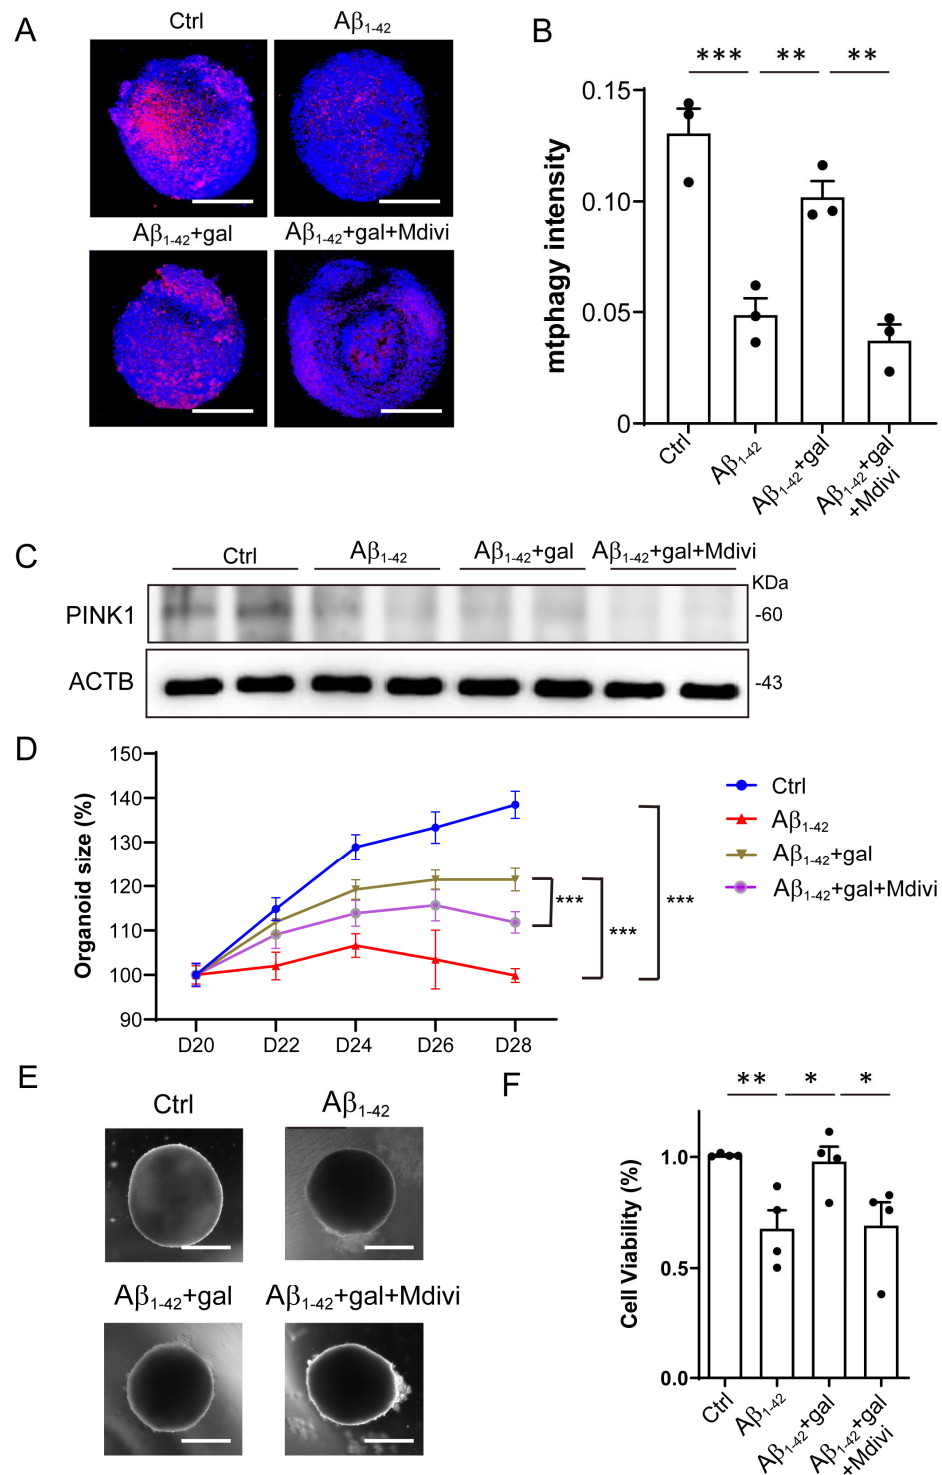 A
Ctrl
Aβ1-42
Aβ1-42+gal
Aβ1-42+gal+Mdivi
B
*** ** **
mtphagy intensity
0.15
0.10
0.05
0
Ctrl
Aβ1-42
Aβ1-42+gal
Aβ1-42+gal
+Mdivi
C
Ctrl
Aβ1-42
Aβ1-42+gal
Aβ1-42+gal+Mdivi
KDa
PINK1
-60
ACTB
-43
D
Organoid size (%)
150
140
130
120
110
100
90
D20 D22 D24 D26 D28
***
***
***
Ctrl
Aβ1-42
Aβ1-42+gal
Aβ1-42+gal+Mdivi
E
Ctrl
Aβ1-42
Aβ1-42+gal
Aβ1-42+gal+Mdivi
F
** * *
Cell Viability (%)
1.0
0.5
0.0
Ctrl
Aβ1-42
Aβ1-42+gal
Aβ1-42+gal
+Mdivi